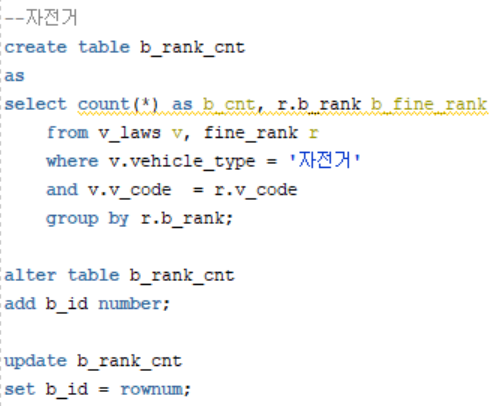 --자전거
create table b_rank_cnt
as
select count(*) as b_cnt, r.b_rank b_fine_rank
from v_laws v, fine_rank r
where v.vehicle_type = '자전거'
and v.v_code  = r.v_code
group by r.b_rank;
alter table b_rank_cnt
add b_id number;
update b_rank_cnt
set b_id = rownum;